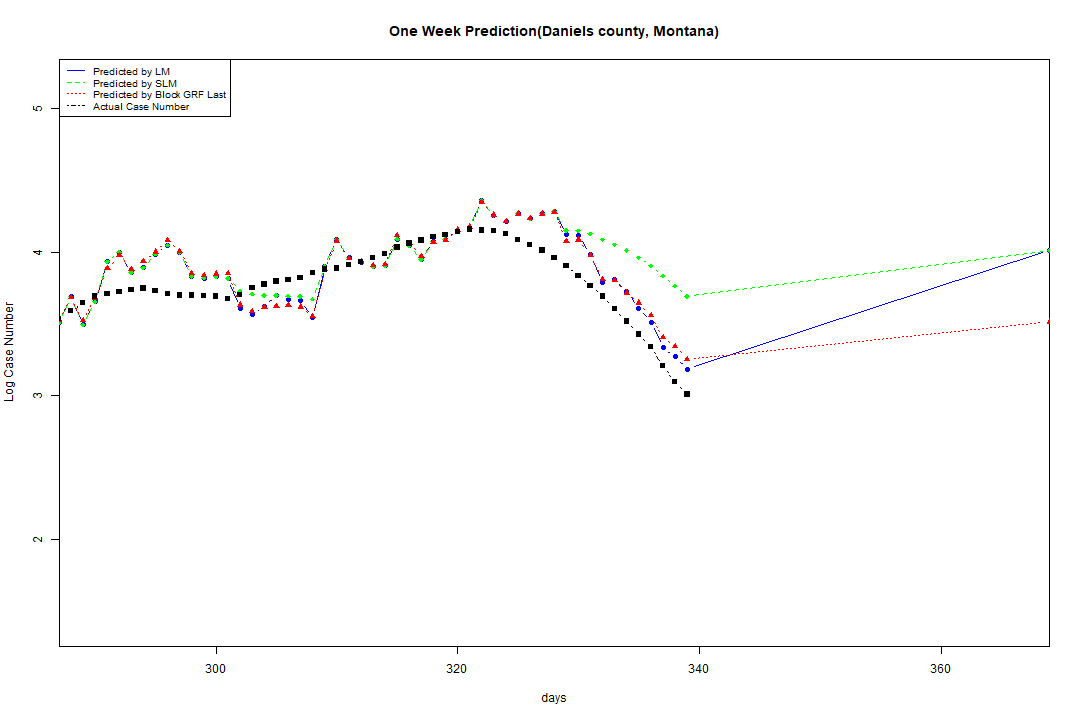 One Week Prediction(Daniels county, Montana)
Predicted by LM
Predicted by SLM
Predicted by Block GRF Last
Actual Case Number
5
4
3
2
Log Case Number
300 320 340 360
days